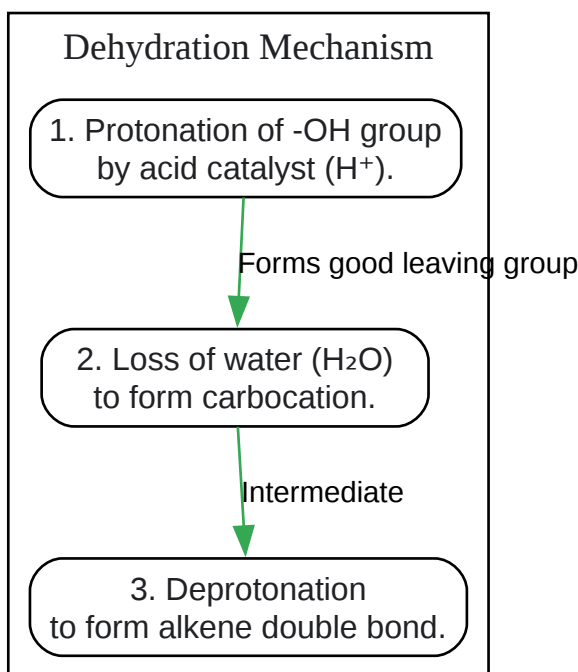 Dehydration Mechanism
1. Protonation of -OH group
by acid catalyst (H⁺).
Forms good leaving group
2. Loss of water (H₂O)
to form carbocation.
Intermediate
3. Deprotonation
to form alkene double bond.